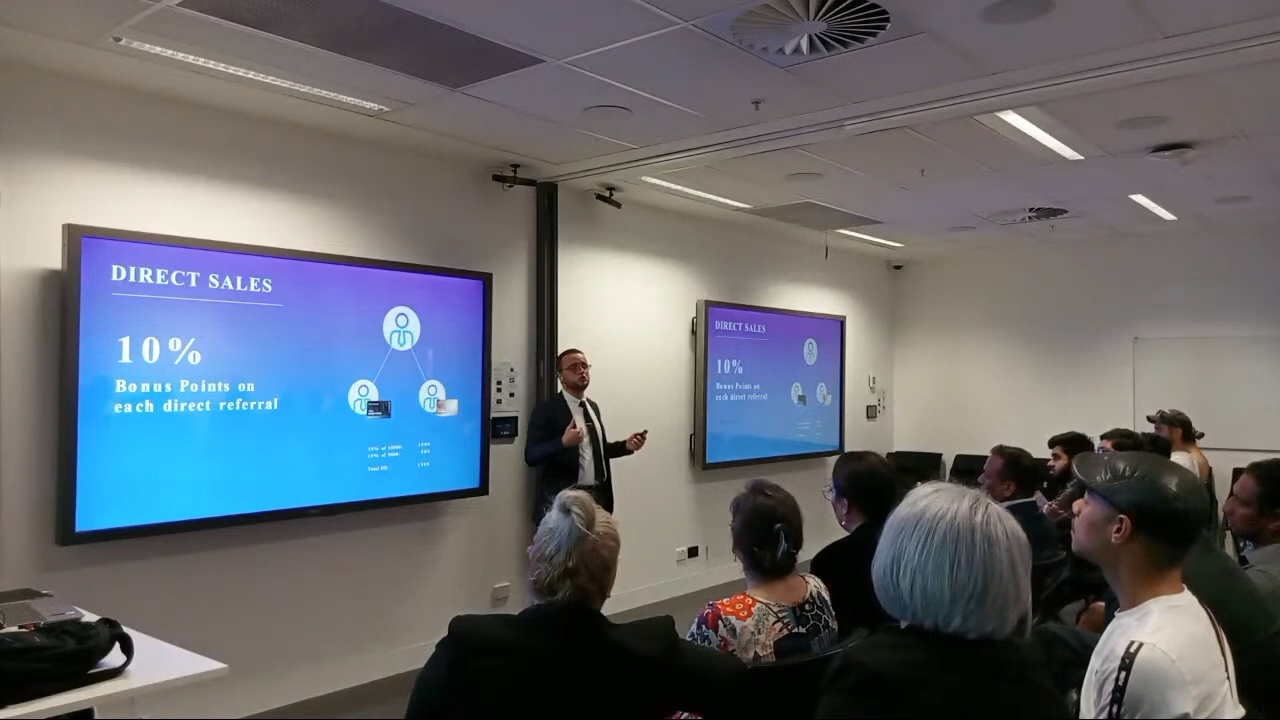 DIRECT SALES
10%
Bonus Points on
each direct referral
DIRECT SALES
10%
Bonus Points on
each direct referral